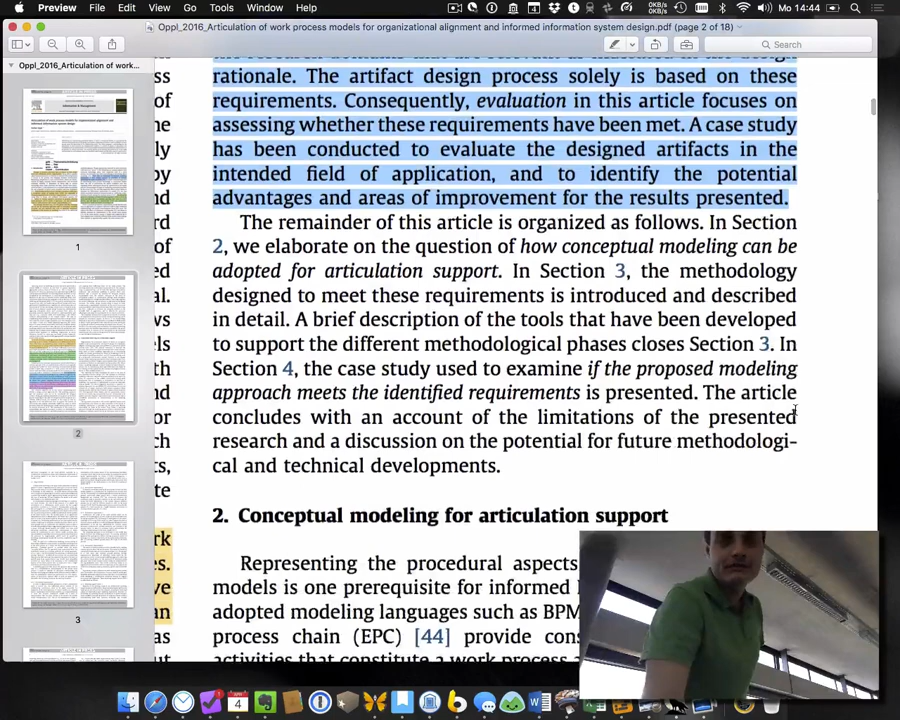 Preview File Edit View Go Tools Window Help
0KB/s
0KB/s
Mo 14:44
Oppl_2016_Articulation of work process models for organizational alignment and informed information system design.pdf (page 2 of 18)
Search
Oppl_2016_Articulation of work...
1
2
3
rationale. The artifact design process solely is based on these
requirements. Consequently, evaluation in this article focuses on
assessing whether these requirements have been met. A case study
has been conducted to evaluate the designed artifacts in the
intended field of application, and to identify the potential
advantages and areas of improvement for the results presented.
The remainder of this article is organized as follows. In Section
2, we elaborate on the question of how conceptual modeling can be
adopted for articulation support. In Section 3, the methodology
designed to meet these requirements is introduced and described
in detail. A brief description of the tools that have been developed
to support the different methodological phases closes Section 3. In
Section 4, the case study used to examine if the proposed modeling
approach meets the identified requirements is presented. The article
concludes with an account of the limitations of the presented
research and a discussion on the potential for future methodologi-
cal and technical developments.
2. Conceptual modeling for articulation support
Representing the procedural aspects
models is one prerequisite for informed
adopted modeling languages such as BPM
process chain (EPC) [44] provide cons
activities that constitute a work process